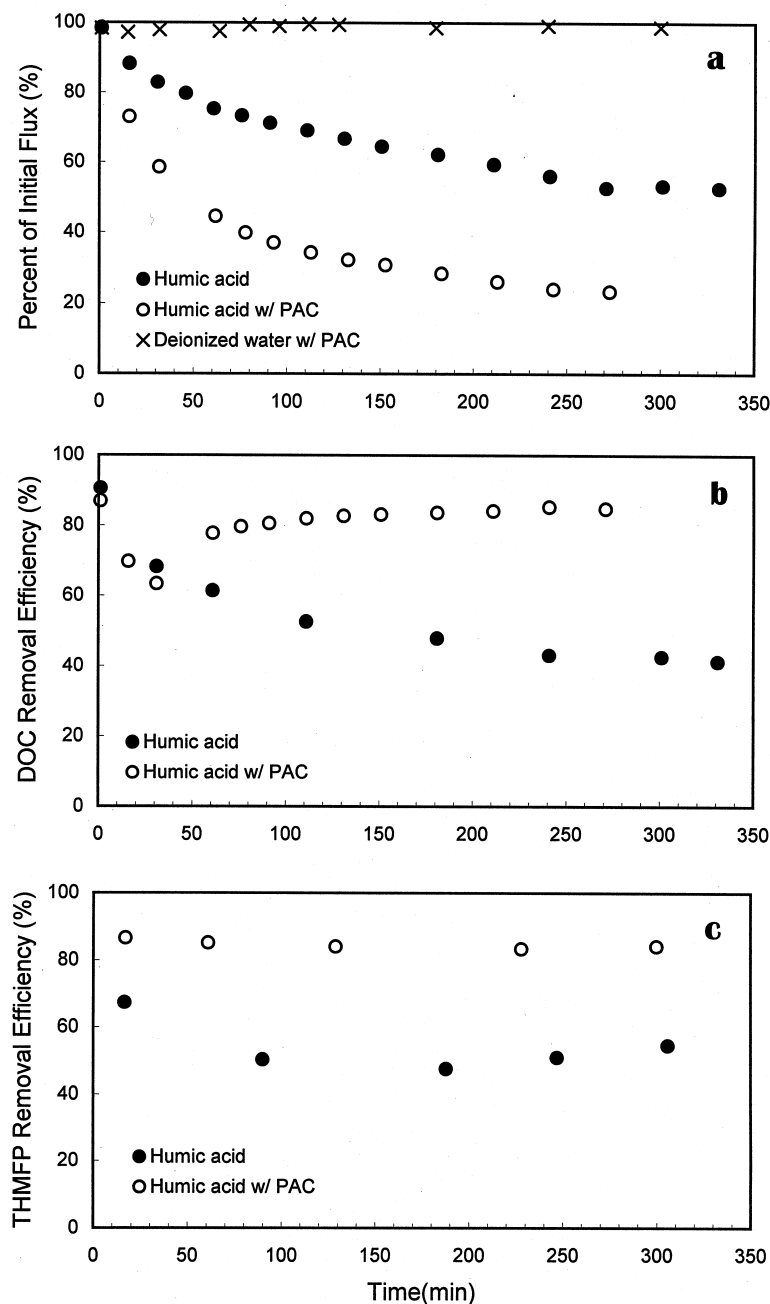 a
Percent of Initial Flux (%)
100
80
60
40
20
0
Humic acid
Humic acid w/ PAC
Deionized water w/ PAC
0 50 100 150 200 250 300 350
b
DOC Removal Efficiency (%)
100
80
60
40
20
0
Humic acid
Humic acid w/ PAC
0 50 100 150 200 250 300 350
c
THMFP Removal Efficiency (%)
100
80
60
40
20
0
Humic acid
Humic acid w/ PAC
0 50 100 150 200 250 300 350
Time(min)